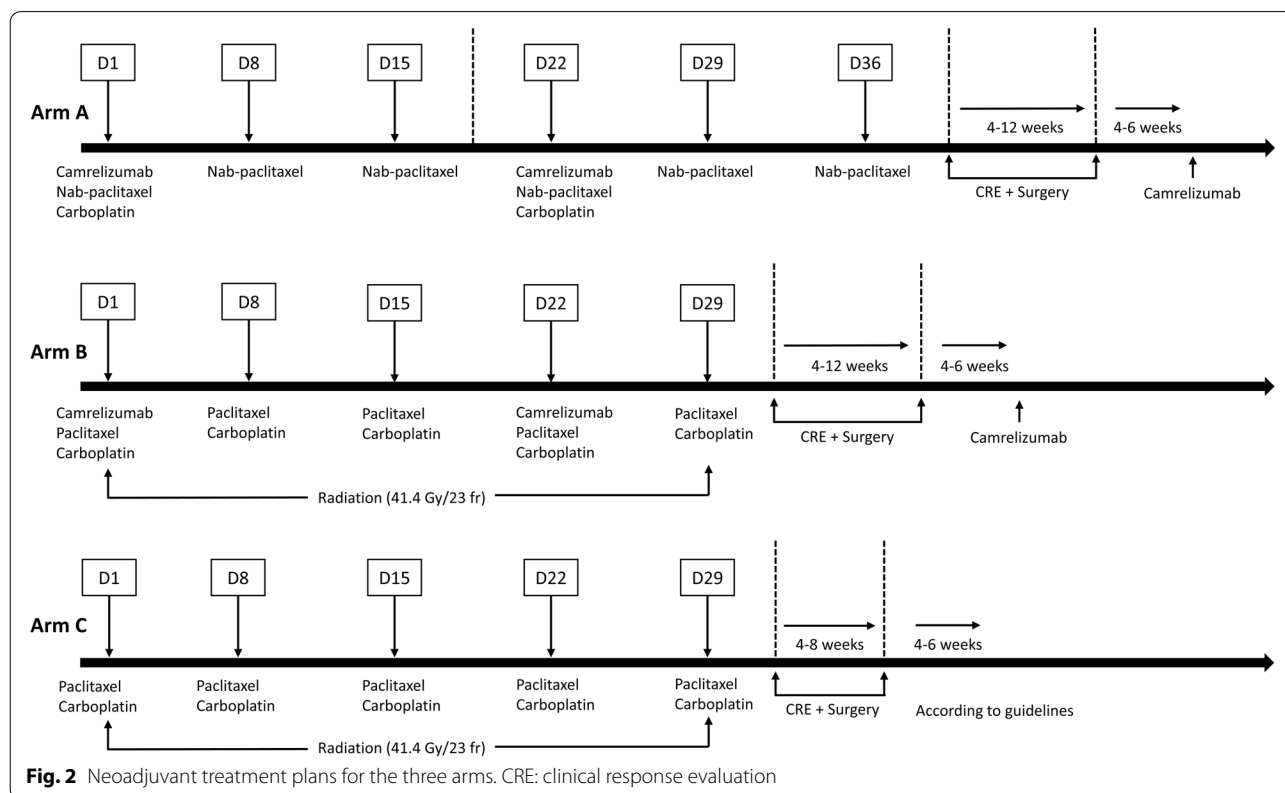 D1 D8 D15 D22 D29 D36
Arm A
4-12 weeks 4-6 weeks
Camrelizumab Nab-paclitaxel Nab-paclitaxel Camrelizumab Nab-paclitaxel Nab-paclitaxel
Nab-paclitaxel Nab-paclitaxel CRE + Surgery Camrelizumab
Carboplatin Carboplatin
D1 D8 D15 D22 D29
Arm B
4-12 weeks 4-6 weeks
Camrelizumab Paclitaxel Paclitaxel Camrelizumab Paclitaxel
Paclitaxel Carboplatin Carboplatin Paclitaxel Carboplatin CRE + Surgery Camrelizumab
Carboplatin Carboplatin
Radiation (41.4 Gy/23 fr)
D1 D8 D15 D22 D29
Arm C
4-8 weeks 4-6 weeks
Paclitaxel Paclitaxel Paclitaxel Paclitaxel Paclitaxel
Carboplatin Carboplatin Carboplatin Carboplatin Carboplatin CRE + Surgery According to guidelines
Radiation (41.4 Gy/23 fr)
Fig. 2 Neoadjuvant treatment plans for the three arms. CRE: clinical response evaluation